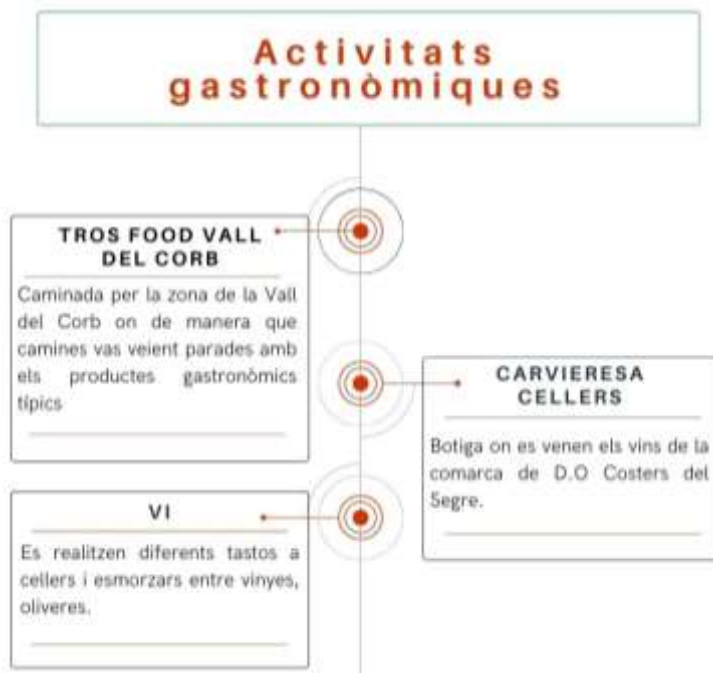 Activitats
gastronòmiques
TROS FOOD VALL
DEL CORB
Caminada per la zona de la Vall
del Corb on de manera que
camines vas veient parades amb
els productes gastronòmics
típics
CARVIERESA
CELLERS
Botiga on es venen els vins de la
comarca de D.O Costers del
Segre.
VI
Es realitzen diferents tastos a
cellers i esmorzars entre vinyes,
oliveres.